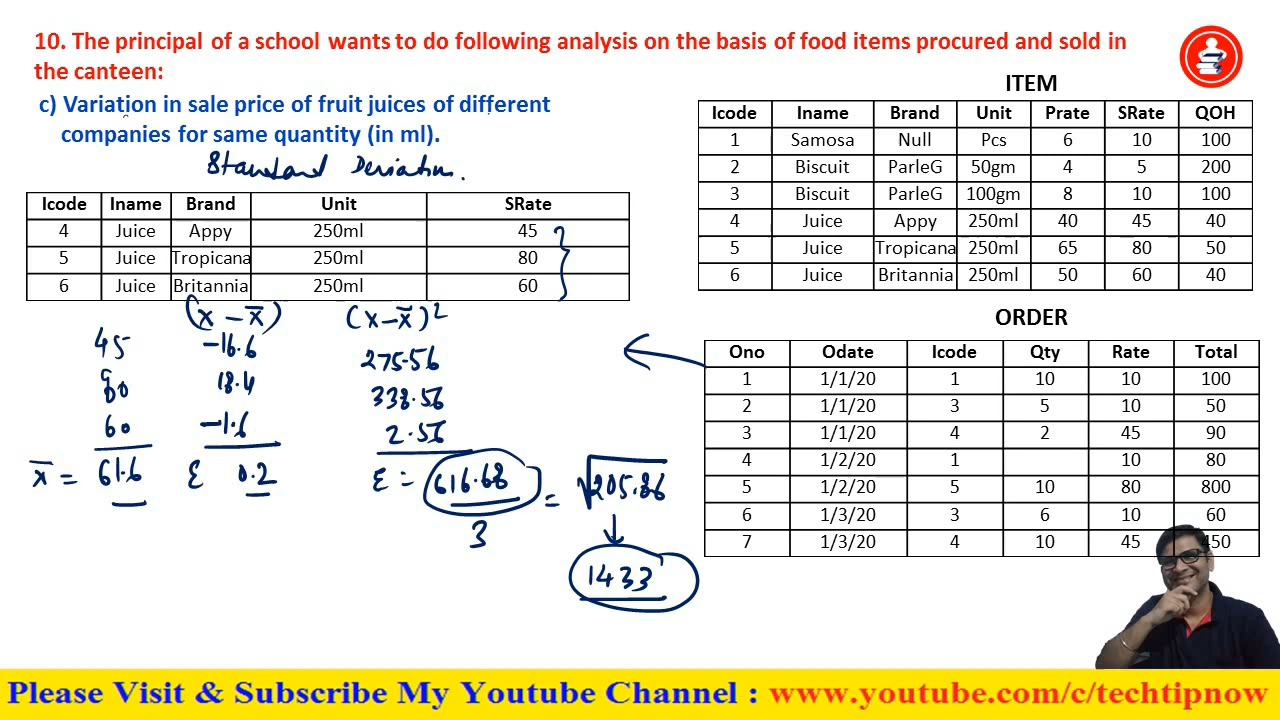 10. The principal of a school wants to do following analysis on the basis of food items procured and sold in
the canteen:
c) Variation in sale price of fruit juices of different
companies for same quantity (in ml).
Standard Deviation.
Icode Iname Brand Unit SRate
4 Juice Appy 250ml 45
5 Juice Tropicana 250ml 80
6 Juice Britannia 250ml 60
(x - x̄) (x-x̄)²
45 -16.6 275.56
80 18.4 338.56
60 -1.6 2.56
x̄ = 61.6 Σ 0.2 Σ = 616.68 = √205.86
3
1433
ITEM
Icode Iname Brand Unit Prate SRate QOH
1 Samosa Null Pcs 6 10 100
2 Biscuit ParleG 50gm 4 5 200
3 Biscuit ParleG 100gm 8 10 100
4 Juice Appy 250ml 40 45 40
5 Juice Tropicana 250ml 65 80 50
6 Juice Britannia 250ml 50 60 40
ORDER
Ono Odate Icode Qty Rate Total
1 1/1/20 1 10 10 100
2 1/1/20 3 5 10 50
3 1/1/20 4 2 45 90
4 1/2/20 1 10 80
5 1/2/20 5 10 80 800
6 1/3/20 3 6 10 60
7 1/3/20 4 10 45 450
Please Visit & Subscribe My Youtube Channel : www.youtube.com/c/techtipnow